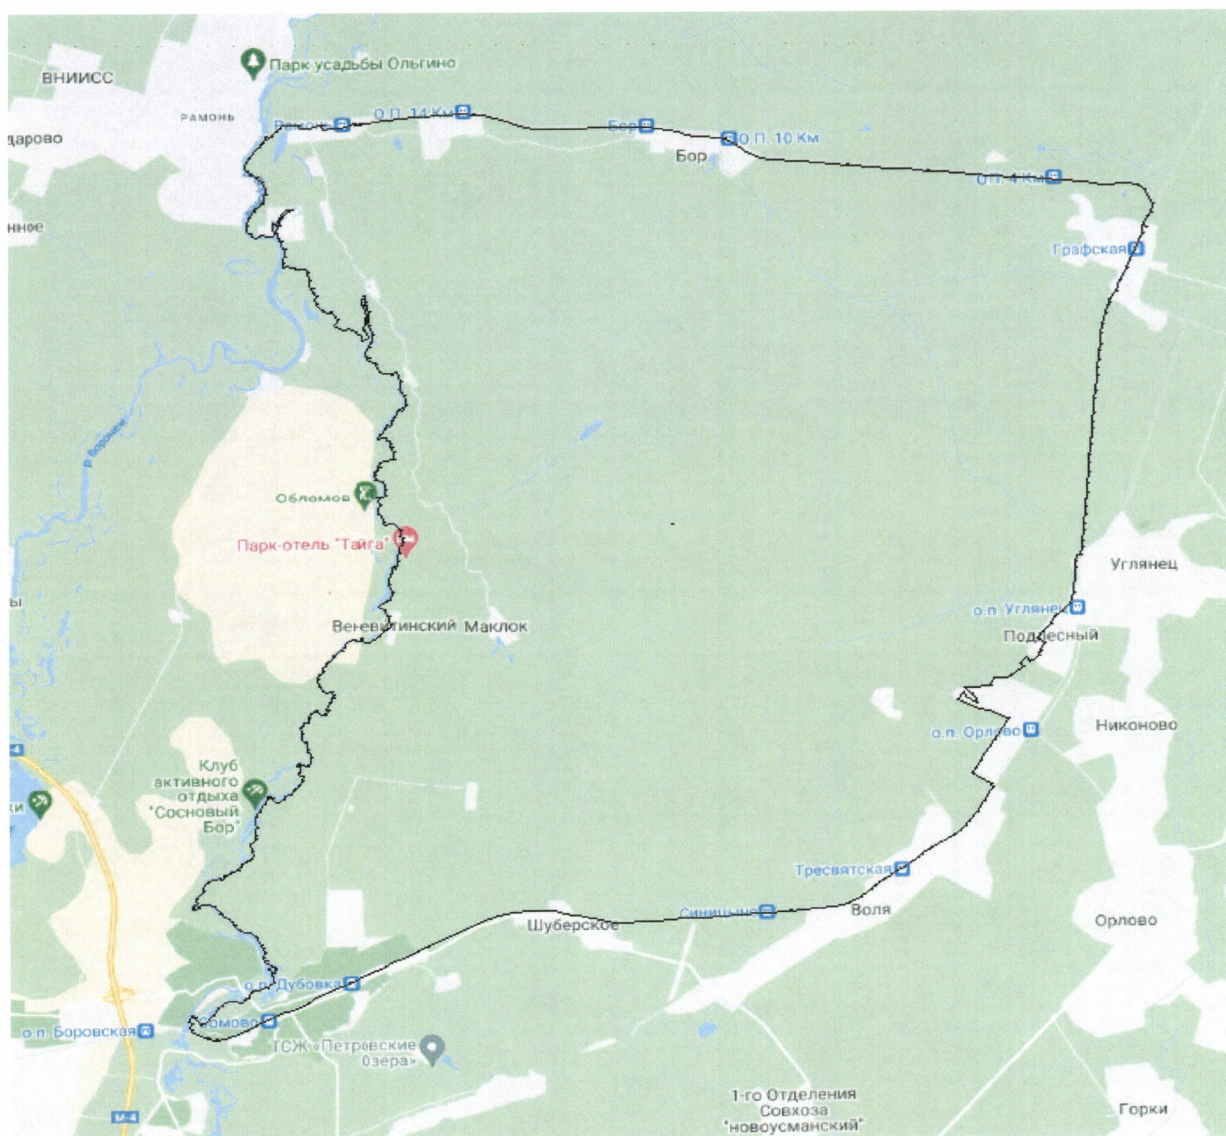 Парк усадьбы Ольгино
ВНИИСС
РАМОНЬ
дарово
Рамонь
О.П. 14 Км
Бор
О.П. 10 Км
Бор
О.П. 4 Км
нное
Графская
р. Воронеж
Обломов
Парк-отель "Тайга"
Углянец
ы
о.п. Углянец
Веневитинский
Маклок
Подлесный
Никоново
о.п. Орлово
Клуб
активного
отдыха
"Сосновый
Бор"
ки
Тресвятская
Воля
Синицыно
Шуберское
Орлово
о.п. Дубовка
Сомово
о.п. Боровская
ТСЖ «Петровские
Озера»
М-4
1-го Отделения
Совхоза
"новоусманский"
Горки